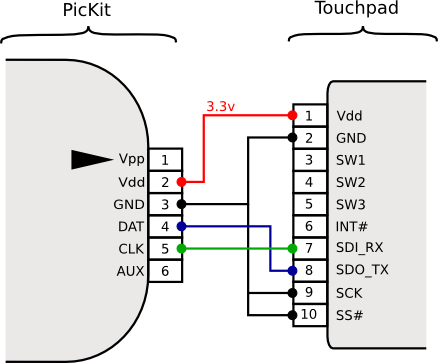 PicKit
Touchpad
3.3v
Vpp 1
Vdd 2
GND 3
DAT 4
CLK 5
AUX 6
1 Vdd
2 GND
3 SW1
4 SW2
5 SW3
6 INT#
7 SDI_RX
8 SDO_TX
9 SCK
10 SS#